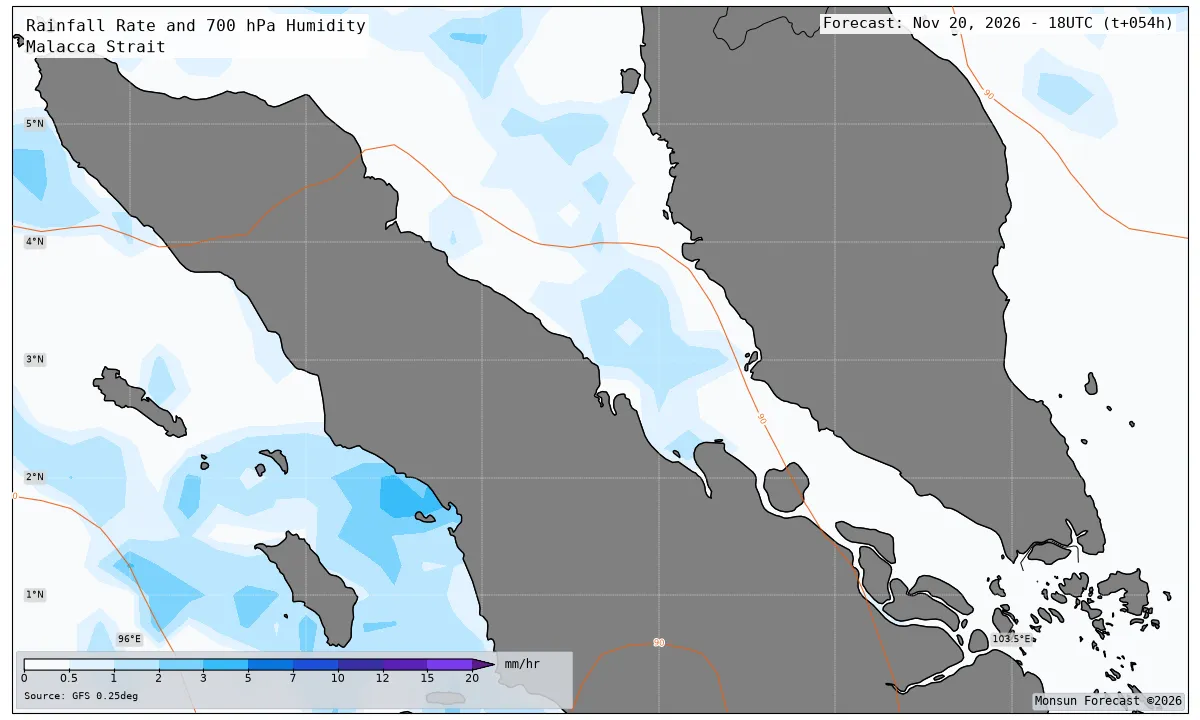 Rainfall Rate and 700 hPa Humidity
Malacca Strait
Forecast: Nov 20, 2026 - 18UTC (t+054h)
90
5°N
4°N
3°N
90
2°N
0
1°N
96°E
103.5°E
90
mm/hr
0 0.5 1 2 3 5 7 10 12 15 20
Source: GFS 0.25deg
Monsun Forecast ©2026